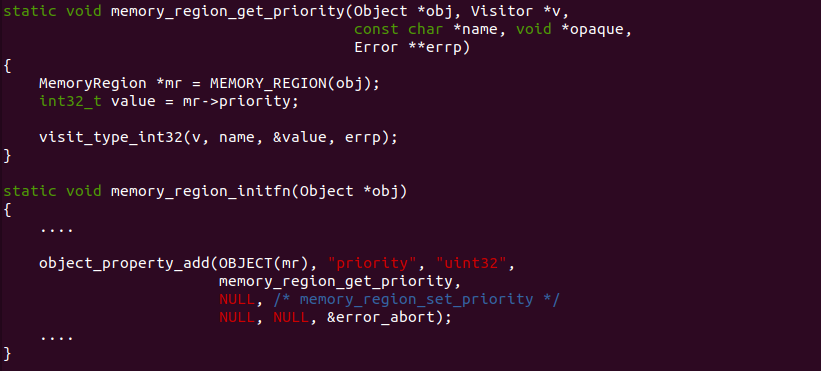 static void memory_region_get_priority(Object *obj, Visitor *v,
                                       const char *name, void *opaque,
                                       Error **errp)
{
    MemoryRegion *mr = MEMORY_REGION(obj);
    int32_t value = mr->priority;

    visit_type_int32(v, name, &value, errp);
}

static void memory_region_initfn(Object *obj)
{
    ....

    object_property_add(OBJECT(mr), "priority", "uint32",
                        memory_region_get_priority,
                        NULL, /* memory_region_set_priority */
                        NULL, NULL, &error_abort);
    ....
}